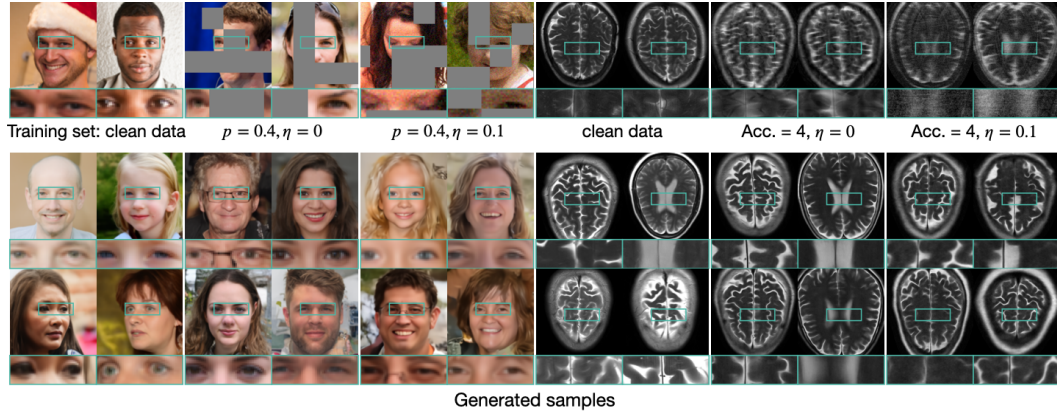 Training set: clean data
p = 0.4, η = 0
p = 0.4, η = 0.1
clean data
Acc. = 4, η = 0
Acc. = 4, η = 0.1
Generated samples